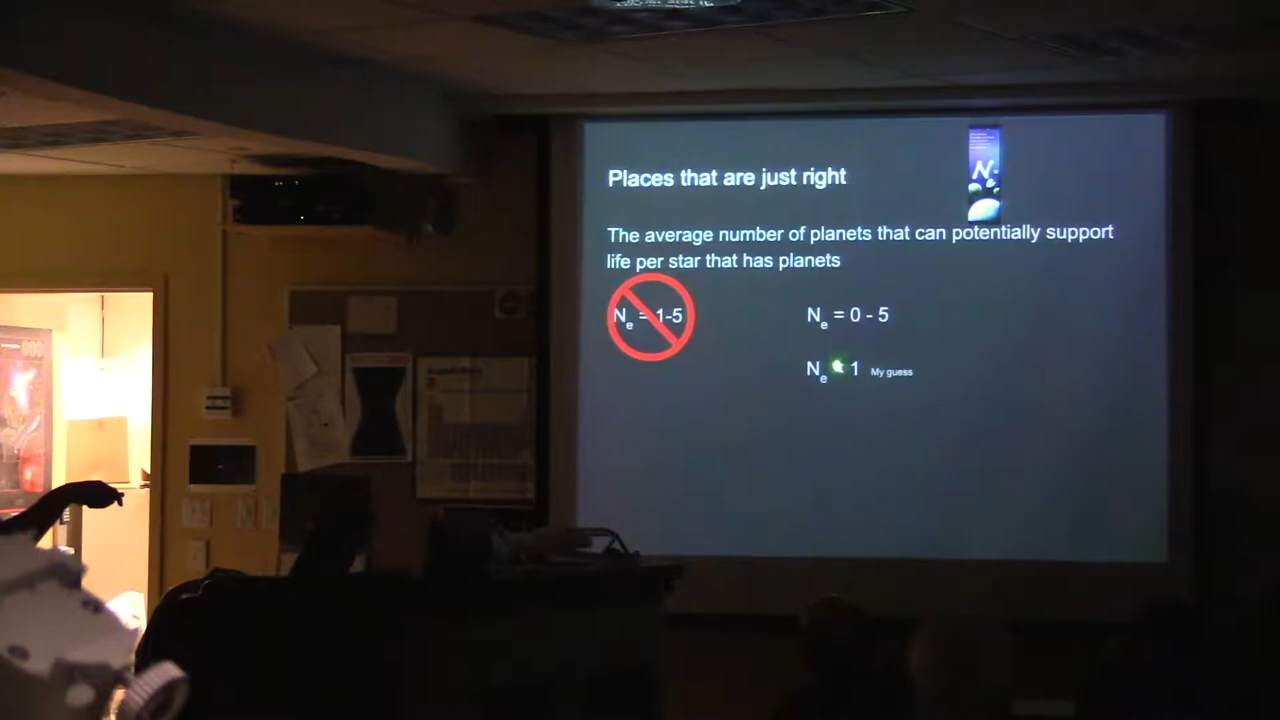 Places that are just right
N
The average number of planets that can potentially support
life per star that has planets
Ne = 1-5
Ne = 0 - 5
Ne 1 My guess